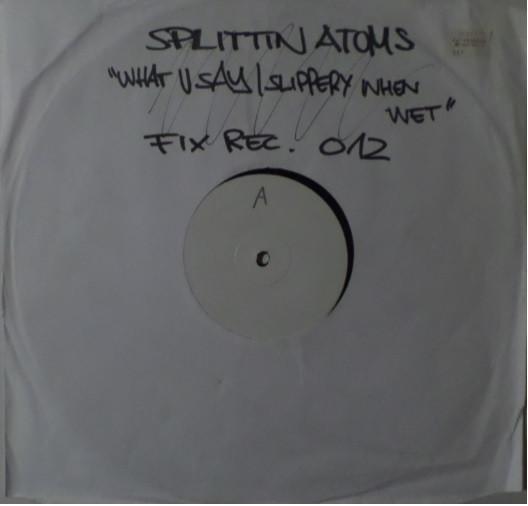 SPLITTIN ATOMS
"WHAT U SAY / SLIPPERY WHEN
WET"
FIX REC. 012
A